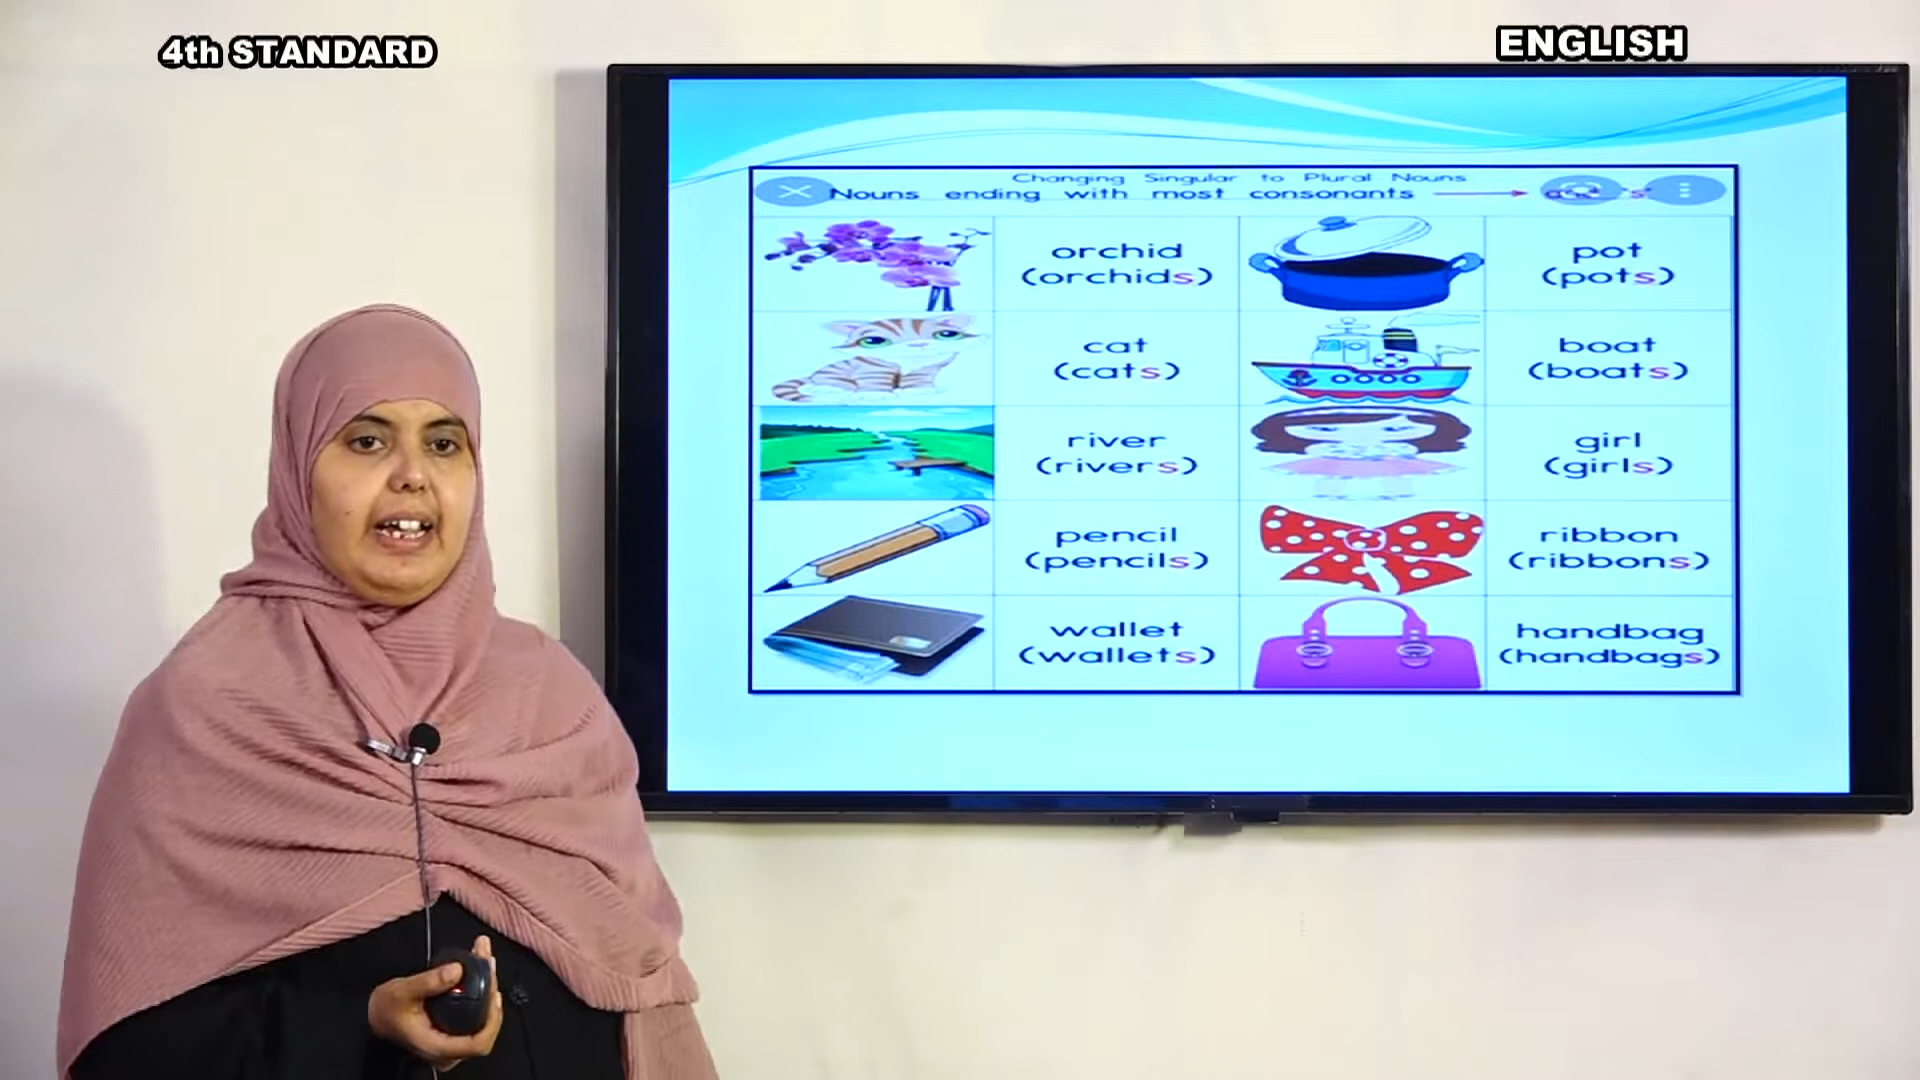 4th STANDARD
ENGLISH
Changing Singular to Plural Nouns
Nouns ending with most consonants
orchid
(orchids)
pot
(pots)
cat
(cats)
boat
(boats)
river
(rivers)
girl
(girls)
pencil
(pencils)
ribbon
(ribbons)
wallet
(wallets)
handbag
(handbags)